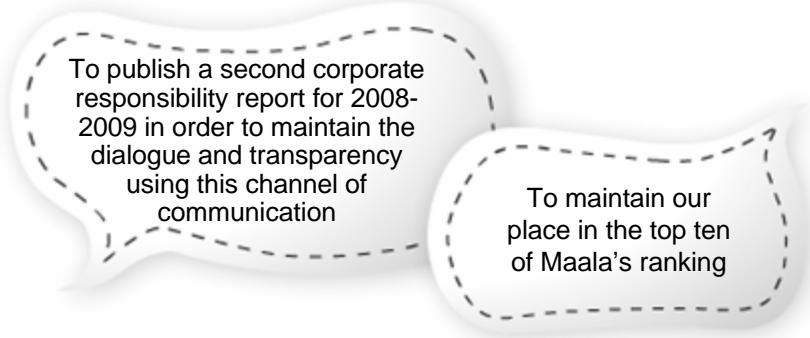 To publish a second corporate
responsibility report for 2008-
2009 in order to maintain the
dialogue and transparency
using this channel of
communication
To maintain our
place in the top ten
of Maala's ranking